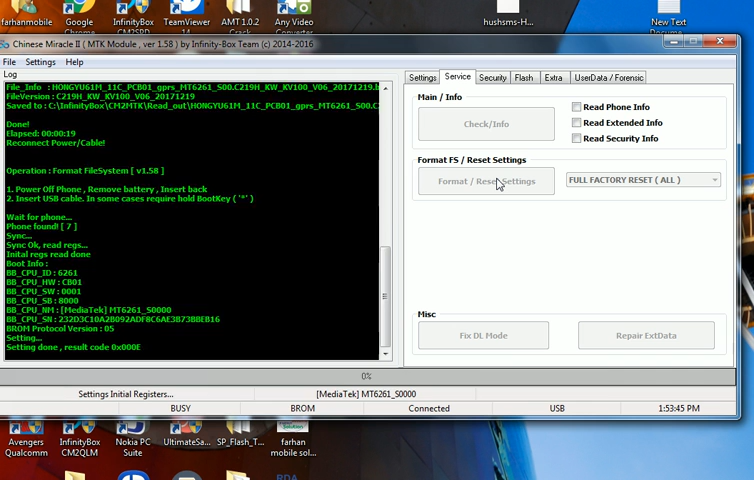 farhanmobile
Google
Chrome
InfinityBox
CM2SPD
TeamViewer
14
AMT 1.0.2
Crack
Any Video
Converter
hushsms-H...
New Text
Docume...
Chinese Miracle II ( MTK Module , ver 1.58 ) by Infinity-Box Team (c) 2014-2016
File Settings Help
Log
File_Info : HONGYU61M_11C_PCB01_gprs_MT6261_S00.C219H_KW_KV100_V06_20171219.b
FileVersion : C219H_KW_KV100_V06_20171219
Saved to : C:\InfinityBox\CM2MTK\Read_out\HONGYU61M_11C_PCB01_gprs_MT6261_S00.C2
Done!
Elapsed: 00:00:19
Reconnect Power/Cable!
Operation : Format FileSystem [ v1.58 ]
1. Power Off Phone , Remove battery , Insert back
2. Insert USB cable. In some cases require hold BootKey ( '*' )
Wait for phone...
Phone found! [ 7 ]
Sync...
Sync Ok, read regs...
Inital regs read done
Boot Info :
BB_CPU_ID : 6261
BB_CPU_HW : CB01
BB_CPU_SW : 0001
BB_CPU_SB : 8000
BB_CPU_NM : [MediaTek] MT6261_S0000
BB_CPU_SN : 232D3C10A2B092ADF8C6AE3B73BBEB16
BROM Protocol Version : 05
Setting...
Setting done , result code 0x000E
Settings Service Security Flash Extra UserData / Forensic
Main / Info
Check/Info
Read Phone Info
Read Extended Info
Read Security Info
Format FS / Reset Settings
Format / Reset Settings
FULL FACTORY RESET ( ALL )
Misc
Fix DL Mode
Repair ExtData
0%
Settings Initial Registers... [MediaTek] MT6261_S0000
BUSY BROM Connected USB 1:53:45 PM
Avengers
Qualcomm
InfinityBox
CM2QLM
Nokia PC
Suite
UltimateSa...
SP_Flash_T...
Solution
farhan
mobile sol...
RDA